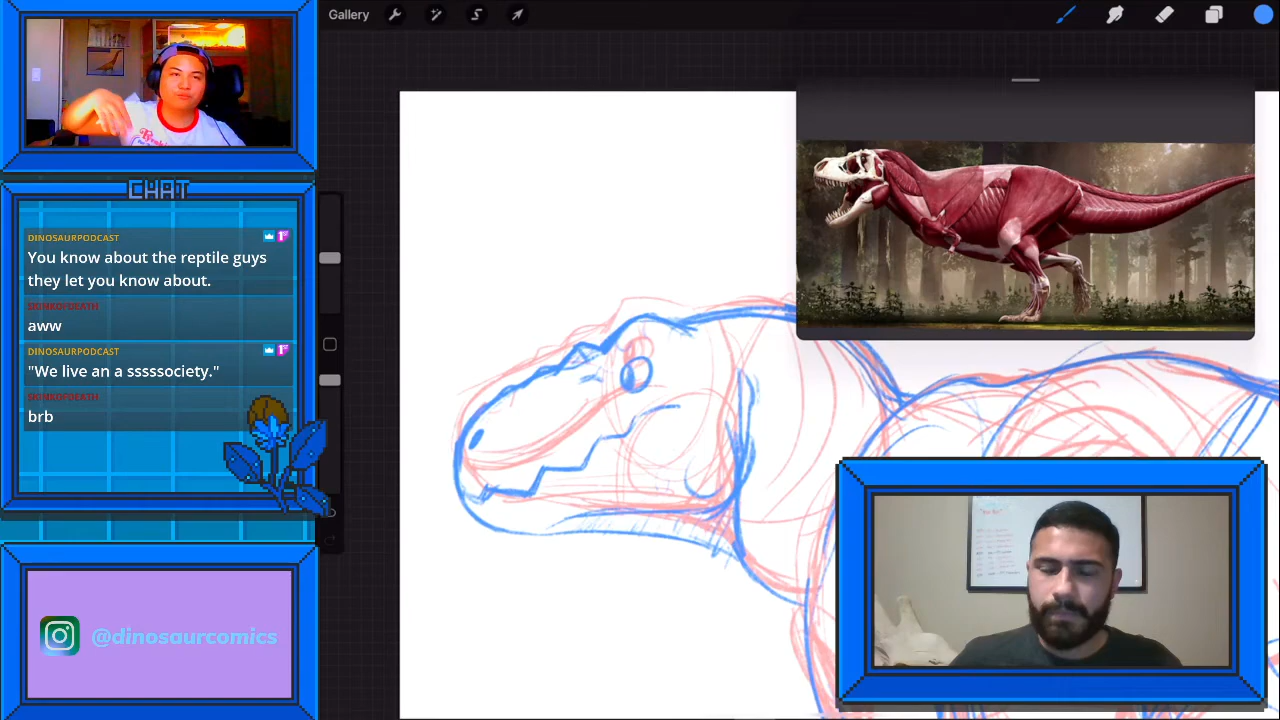 Gallery
CHAT
DINOSAURPODCAST
You know about the reptile guys
they let you know about.
aww
DINOSAURPODCAST
"We live an a sssssociety."
brb
@dinosaurcomics